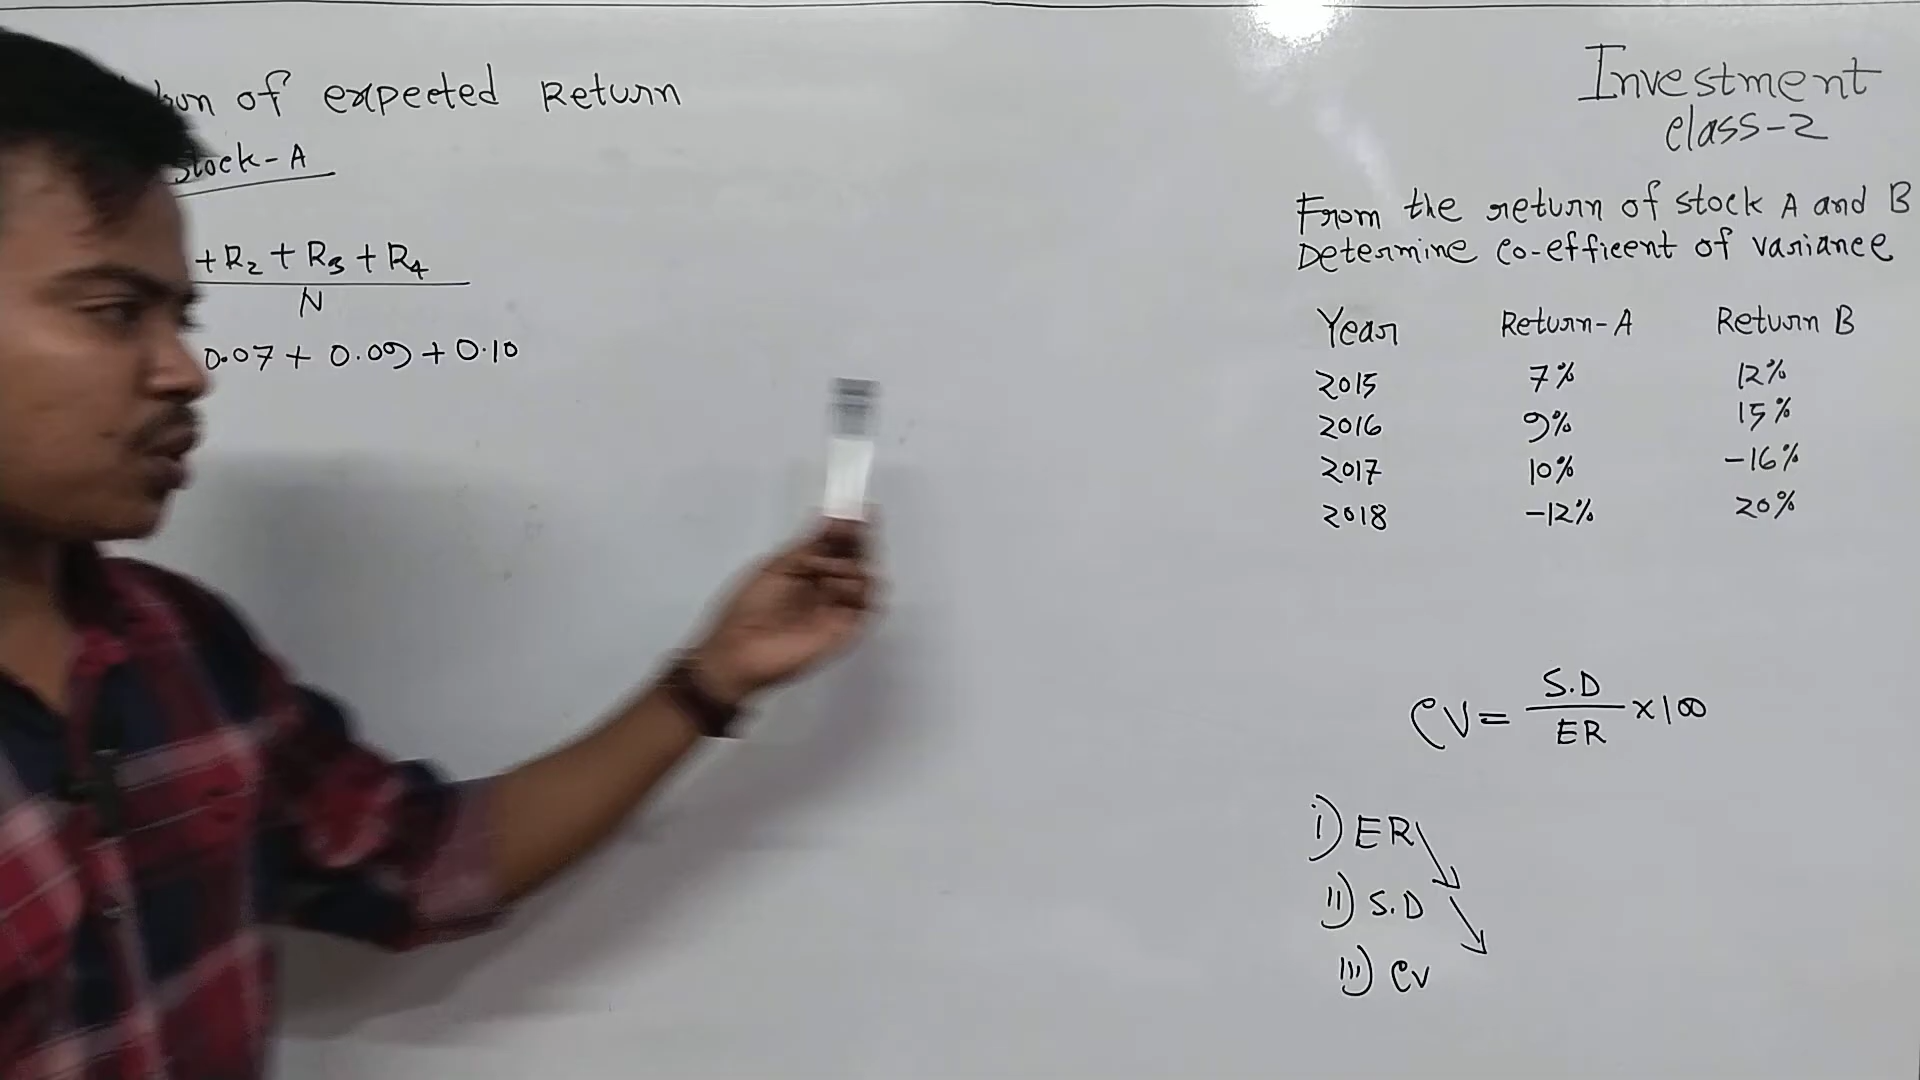 of expected Return
Stock-A
+ R2 + R3 + R4
N
0.07 + 0.09 + 0.10
Investment
class-2
From the return of stock A and B
Determine co-efficent of variance
Year Return-A Return B
2015 7% 12%
2016 9% 15%
2017 10% -16%
2018 -12% 20%
CV = S.D / ER × 100
i) ER
ii) S.D
iii) CV